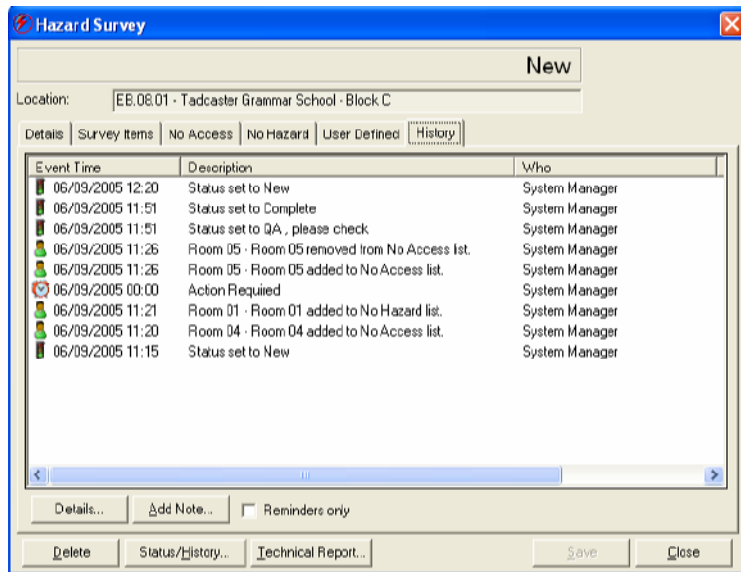 Hazard Survey
New
Location: EB.08.01 - Tadcaster Grammar School - Block C
Details Survey Items No Access No Hazard User Defined History
Event Time Description Who
06/09/2005 12:20 Status set to New System Manager
06/09/2005 11:51 Status set to Complete System Manager
06/09/2005 11:51 Status set to QA , please check System Manager
06/09/2005 11:26 Room 05 - Room 05 removed from No Access list. System Manager
06/09/2005 11:26 Room 05 - Room 05 added to No Access list. System Manager
06/09/2005 00:00 Action Required System Manager
06/09/2005 11:21 Room 01 - Room 01 added to No Hazard list. System Manager
06/09/2005 11:20 Room 04 - Room 04 added to No Access list. System Manager
06/09/2005 11:15 Status set to New System Manager
Details... Add Note... Reminders only
Delete Status/History... Technical Report... Save Close